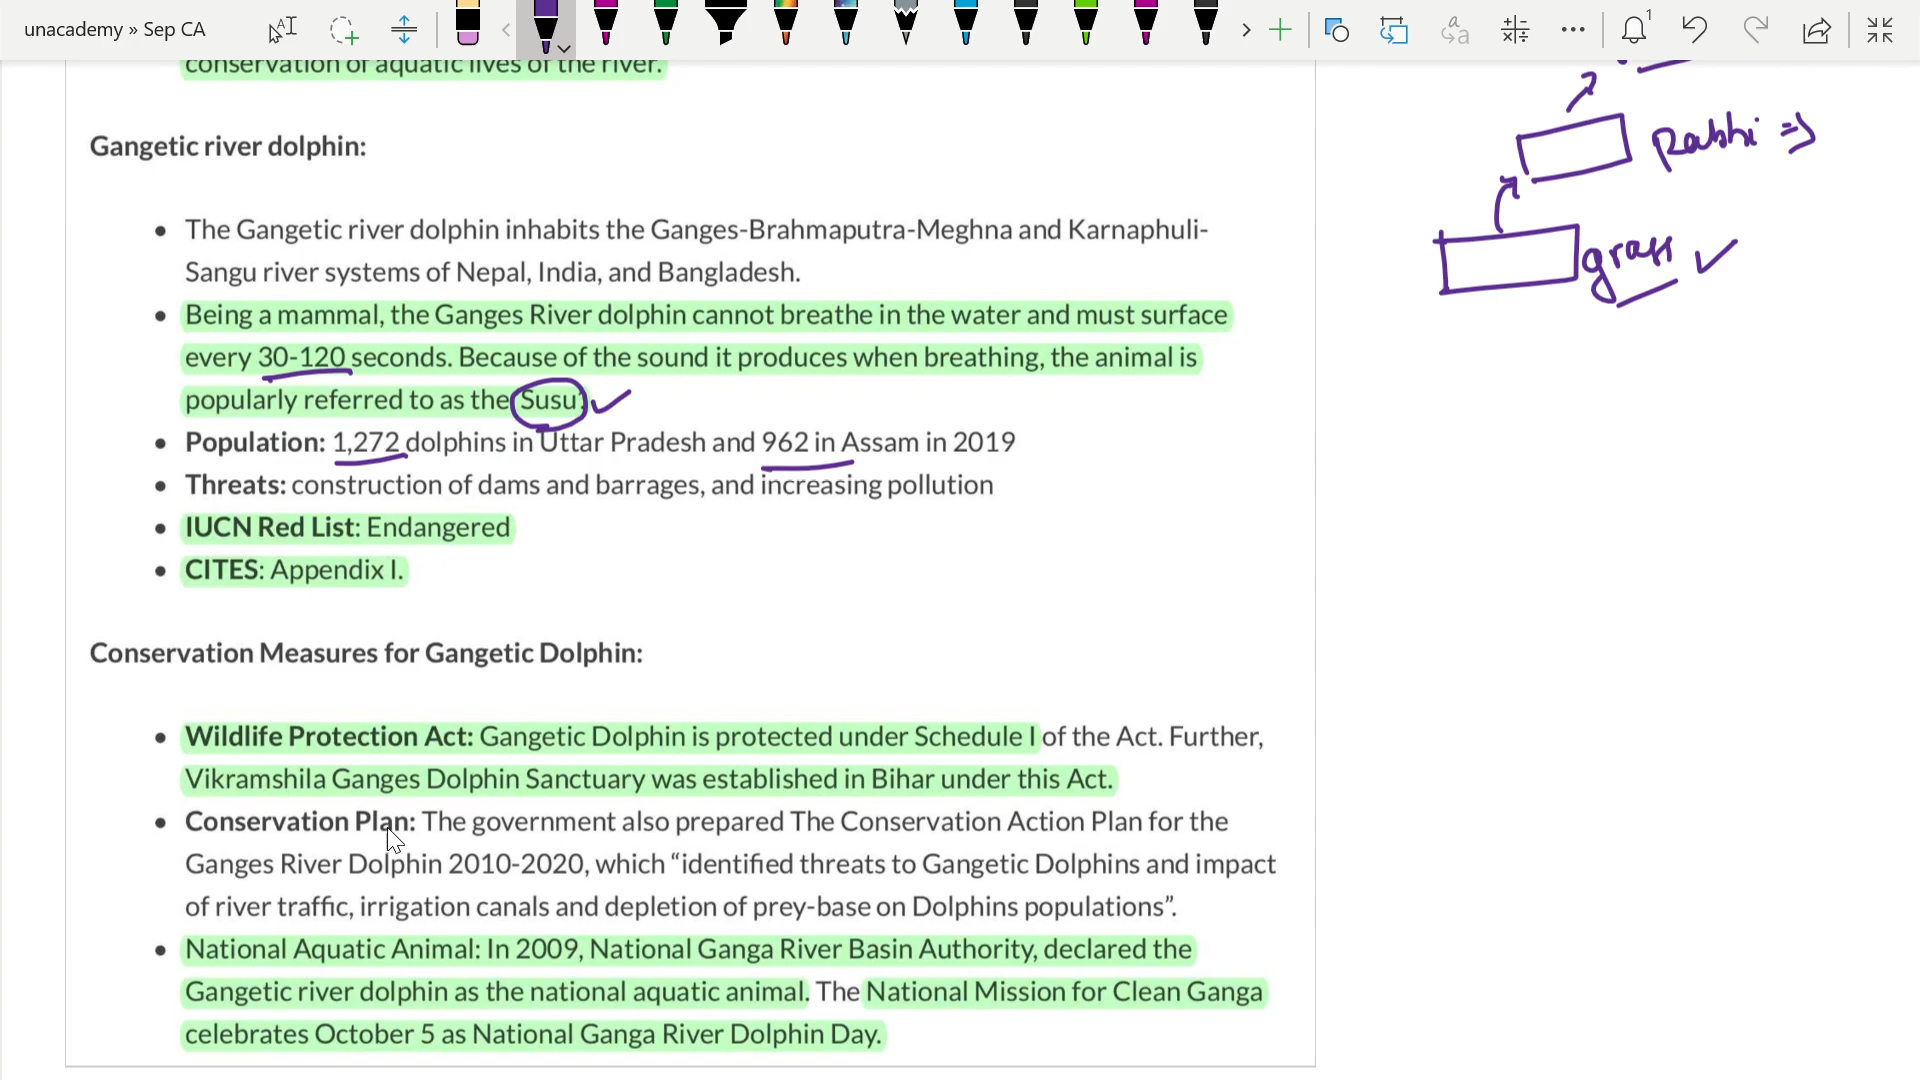 unacademy » Sep CA
1
conservation of aquatic lives of the river.
Gangetic river dolphin:
Rabbi =>
grass ✓
• The Gangetic river dolphin inhabits the Ganges-Brahmaputra-Meghna and Karnaphuli-
Sangu river systems of Nepal, India, and Bangladesh.
• Being a mammal, the Ganges River dolphin cannot breathe in the water and must surface
every 30-120 seconds. Because of the sound it produces when breathing, the animal is
popularly referred to as the ‘Susu’. ✓
• Population: 1,272 dolphins in Uttar Pradesh and 962 in Assam in 2019
• Threats: construction of dams and barrages, and increasing pollution
• IUCN Red List: Endangered
• CITES: Appendix I.
Conservation Measures for Gangetic Dolphin:
• Wildlife Protection Act: Gangetic Dolphin is protected under Schedule I of the Act. Further,
Vikramshila Ganges Dolphin Sanctuary was established in Bihar under this Act.
• Conservation Plan: The government also prepared The Conservation Action Plan for the
Ganges River Dolphin 2010-2020, which “identified threats to Gangetic Dolphins and impact
of river traffic, irrigation canals and depletion of prey-base on Dolphins populations”.
• National Aquatic Animal: In 2009, National Ganga River Basin Authority, declared the
Gangetic river dolphin as the national aquatic animal. The National Mission for Clean Ganga
celebrates October 5 as National Ganga River Dolphin Day.